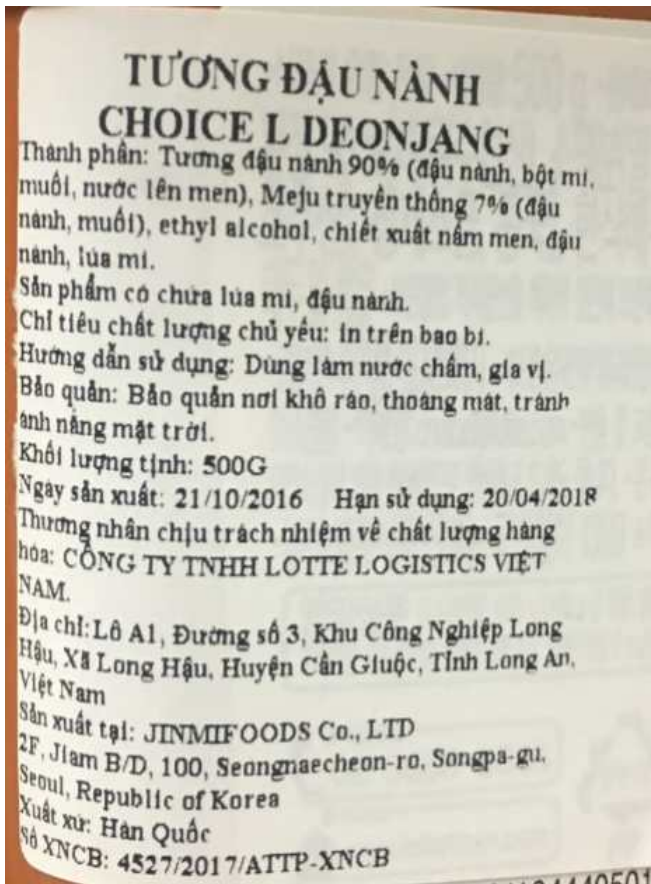 TƯƠNG ĐẬU NÀNH
CHOICE L DEONJANG
Thành phần: Tương đậu nành 90% (đậu nành, bột mì,
muối, nước lên men), Meju truyền thống 7% (đậu
nành, muối), ethyl alcohol, chiết xuất nấm men, đậu
nành, lúa mì.
Sản phẩm có chứa lúa mì, đậu nành.
Chỉ tiêu chất lượng chủ yếu: in trên bao bì.
Hướng dẫn sử dụng: Dùng làm nước chấm, gia vị.
Bảo quản: Bảo quản nơi khô ráo, thoáng mát, tránh
ánh nắng mặt trời.
Khối lượng tịnh: 500G
Ngày sản xuất: 21/10/2016 Hạn sử dụng: 20/04/2018
Thương nhân chịu trách nhiệm về chất lượng hàng
hóa: CÔNG TY TNHH LOTTE LOGISTICS VIỆT
NAM.
Địa chỉ: Lô A1, Đường số 3, Khu Công Nghiệp Long
Hậu, Xã Long Hậu, Huyện Cần Giuộc, Tỉnh Long An,
Việt Nam
Sản xuất tại: JINMIFOODS Co., LTD
2F, Jiam B/D, 100, Seongnaecheon-ro, Songpa-gu,
Seoul, Republic of Korea
Xuất xứ: Hàn Quốc
Số XNCB: 4527/2017/ATTP-XNCB